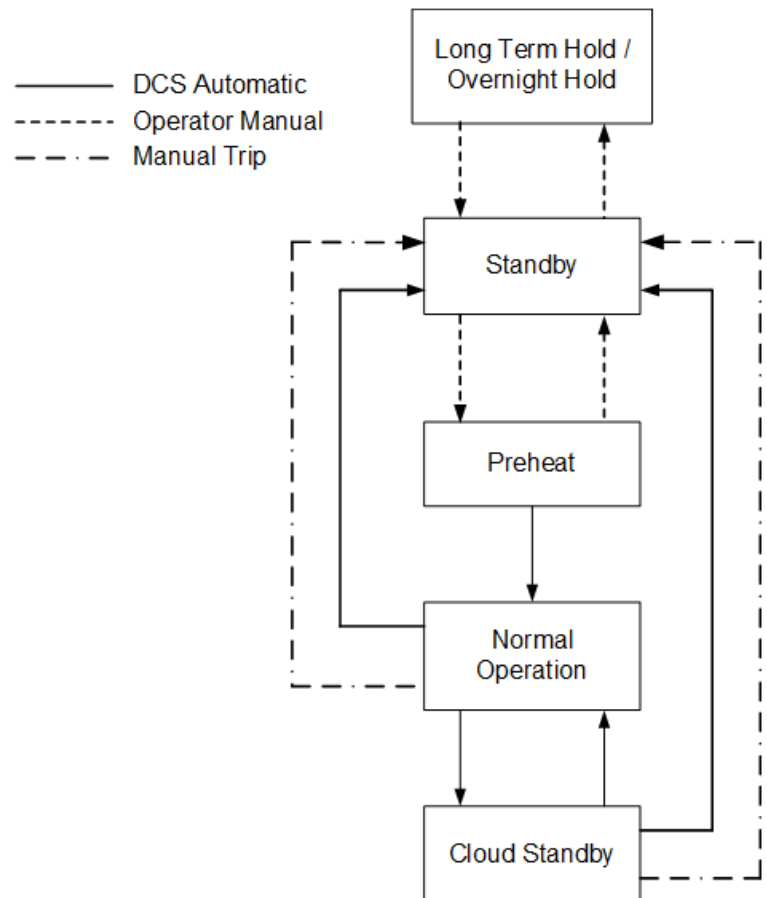 Long Term Hold /
Overnight Hold
DCS Automatic
Operator Manual
Manual Trip
Standby
Preheat
Normal
Operation
Cloud Standby